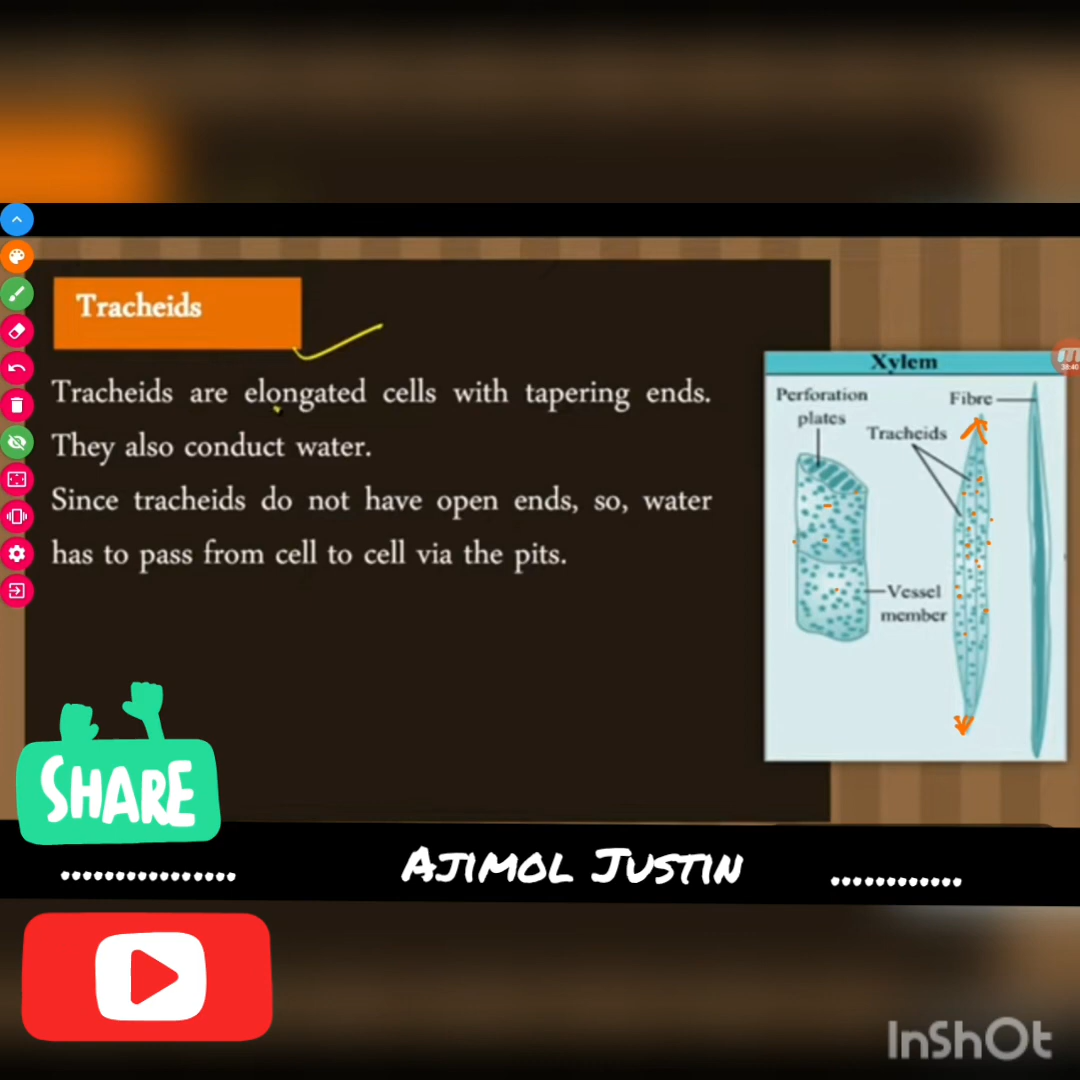 Tracheids
Tracheids are elongated cells with tapering ends.
They also conduct water.
Since tracheids do not have open ends, so, water
has to pass from cell to cell via the pits.
Xylem
Perforation
plates
Fibre
Tracheids
Vessel
member
SHARE
AJIMOL JUSTIN
InShOt